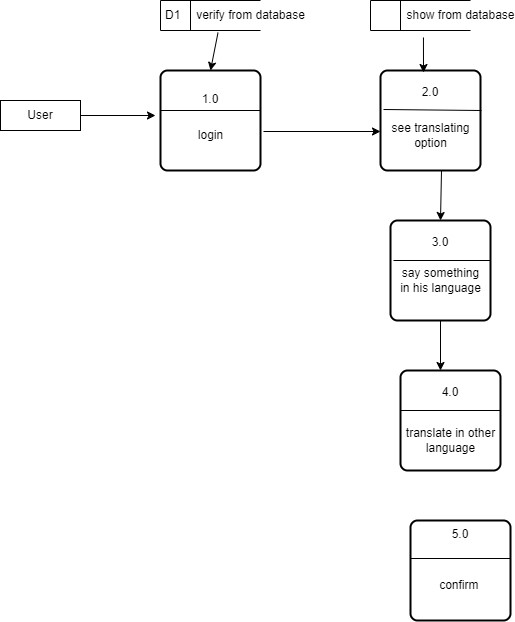 D1 verify from database
show from database
User
1.0
login
2.0
see translating
option
3.0
say something
in his language
4.0
translate in other
language
5.0
confirm